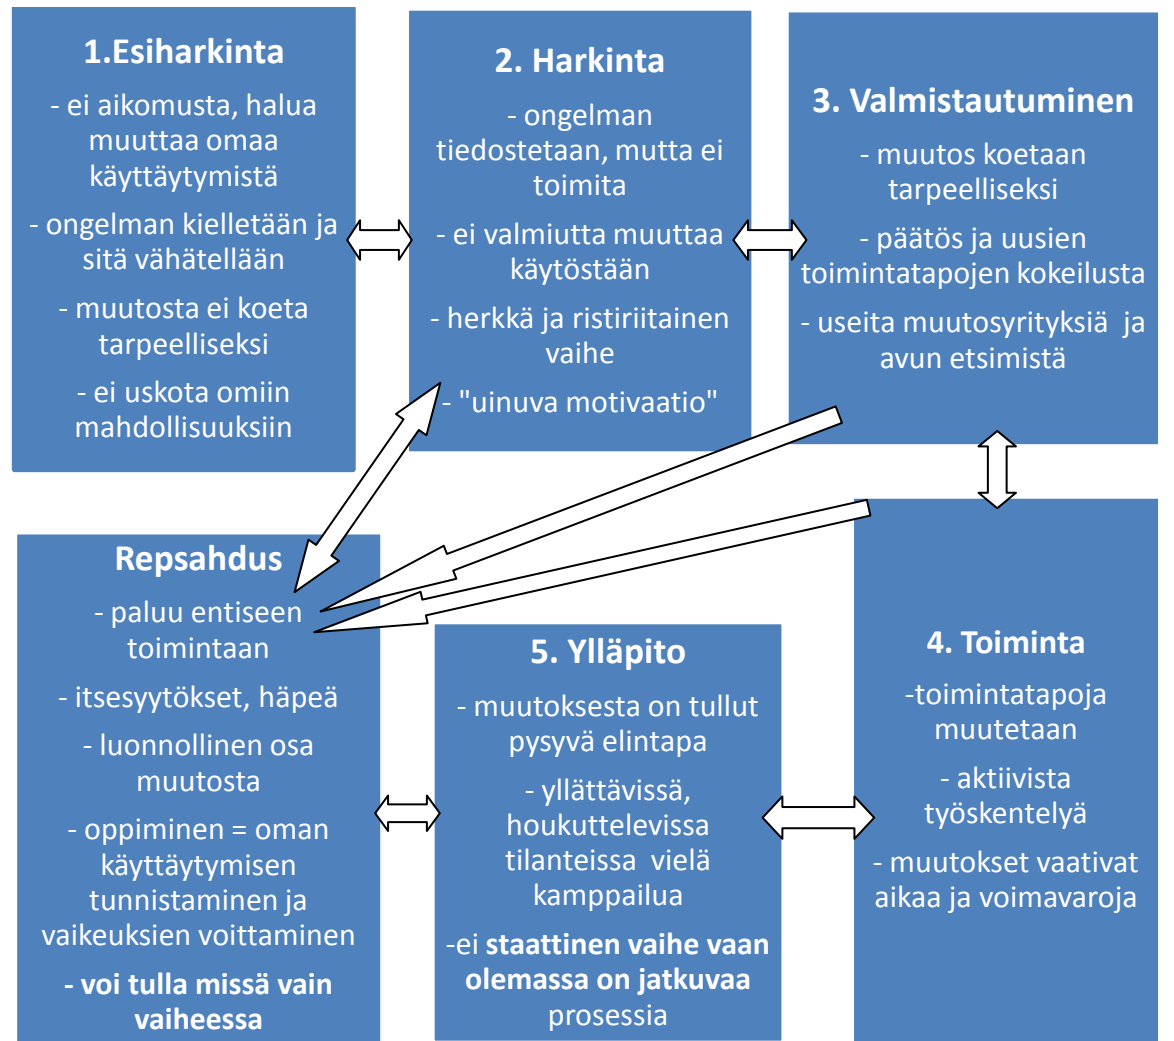 1.Esiharkinta
- ei aikomusta, halua
muuttaa omaa
käyttäytymistä
- ongelman kielletään ja
sitä vähätellään
- muutosta ei koeta
tarpeelliseksi
- ei uskota omiin
mahdollisuuksiin
2. Harkinta
- ongelman
tiedostetaan, mutta ei
toimita
- ei valmiutta muuttaa
käytöstään
- herkkä ja ristiriitainen
vaihe
- "uinuva motivaatio"
3. Valmistautuminen
- muutos koetaan
tarpeelliseksi
- päätös ja uusien
toimintatapojen kokeilusta
- useita muutosyrityksiä ja
avun etsimistä
Repsahdus
- paluu entiseen
toimintaan
- itsesyytökset, häpeä
- luonnollinen osa
muutosta
- oppiminen = oman
käyttäytymisen
tunnistaminen ja
vaikeuksien voittaminen
- voi tulla missä vain
vaiheessa
5. Ylläpito
- muutoksesta on tullut
pysyvä elintapa
- yllättävissä,
houkuttelevissa
tilanteissa vielä
kamppailua
-ei staattinen vaihe vaan
olemassa on jatkuvaa
prosessia
4. Toiminta
-toimintatapoja
muutetaan
- aktiivista
työskentelyä
- muutokset vaativat
aikaa ja voimavaroja